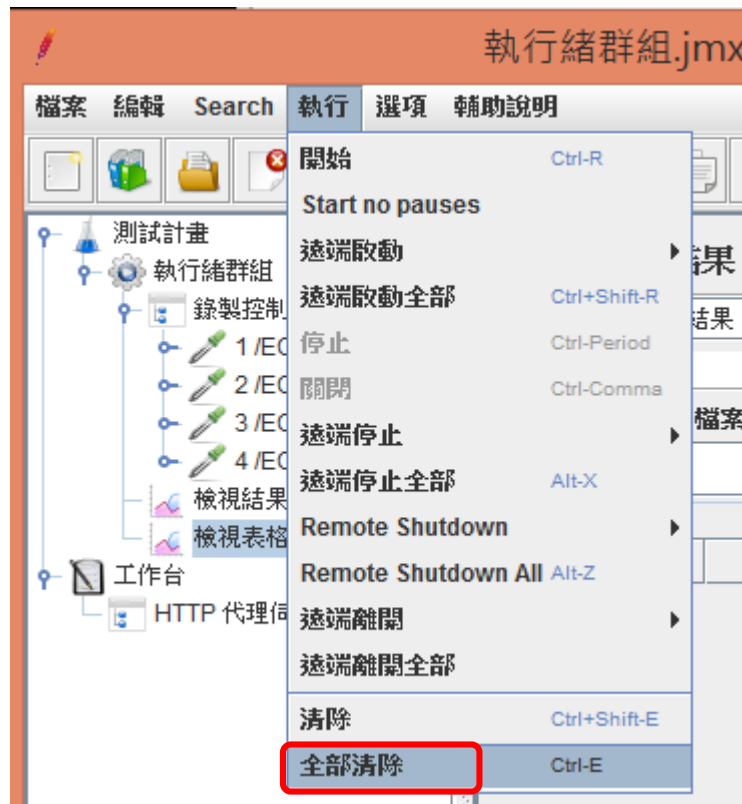 執行緒群組.jmx
檔案 編輯 Search 執行 選項 輔助說明
開始 Ctrl-R
Start no pauses
遠端啟動
遠端啟動全部 Ctrl+Shift-R
停止 Ctrl-Period
關閉 Ctrl-Comma
遠端停止
遠端停止全部 Alt-X
Remote Shutdown
Remote Shutdown All Alt-Z
遠端離開
遠端離開全部
清除 Ctrl+Shift-E
全部清除 Ctrl-E
測試計畫
執行緒群組
錄製控制
1 /EC
2 /EC
3 /EC
4 /EC
檢視結果
檢視表格
工作台
HTTP 代理伺
結果
結果
檔案